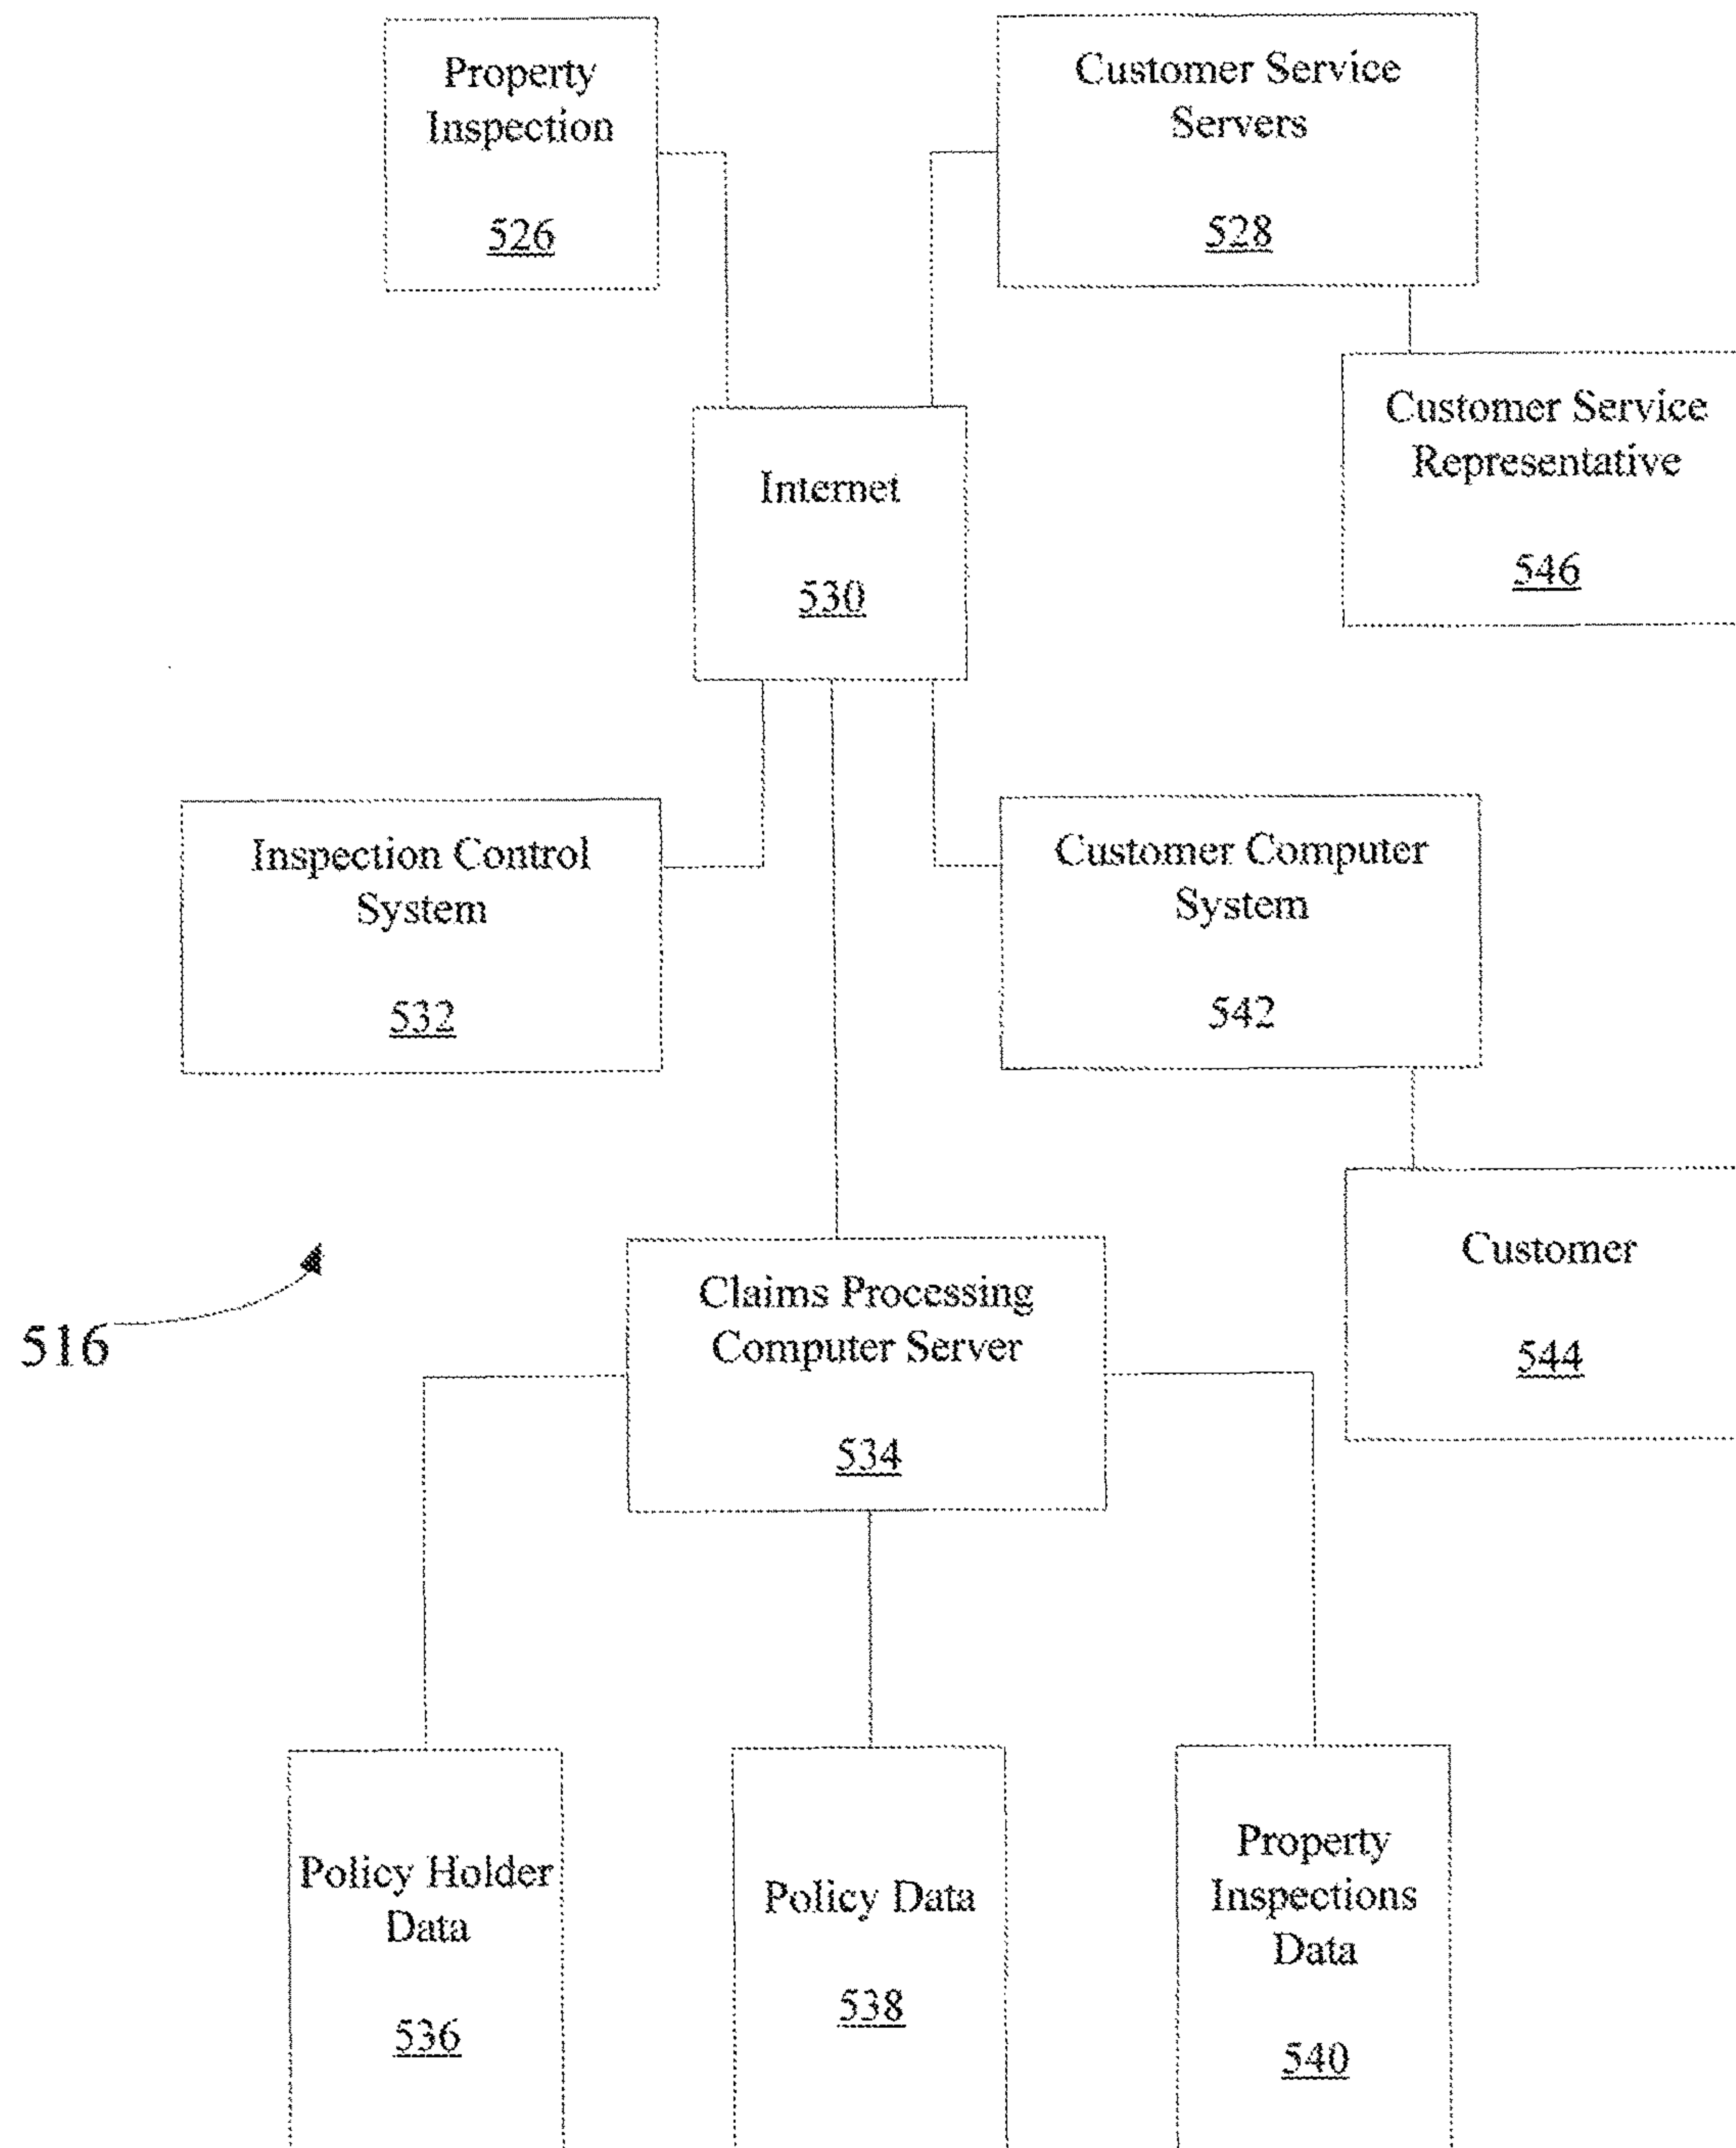 Property
Inspection
526
Customer Service
Servers
528
Customer Service
Representative
546
Internet
530
Inspection Control
System
532
Customer Computer
System
542
Customer
544
516
Claims Processing
Computer Server
534
Policy Holder
Data
536
Policy Data
538
Property
Inspections
Data
540